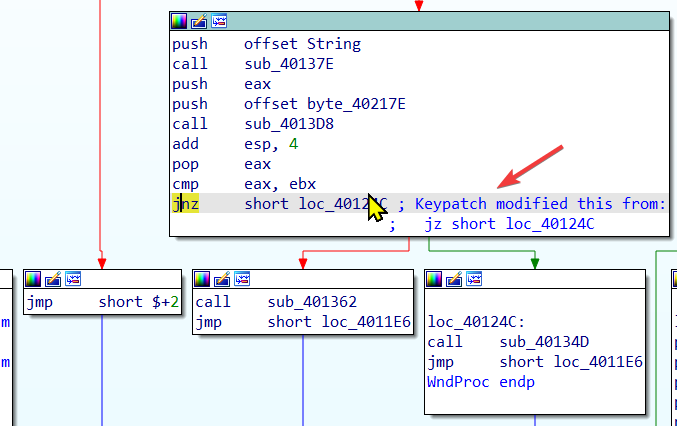 push offset String
call sub_40137E
push eax
push offset byte_40217E
call sub_4013D8
add esp, 4
pop eax
cmp eax, ebx
jnz short loc_40124C ; Keypatch modified this from:
; jz short loc_40124C
jmp short $+2
call sub_401362
jmp short loc_4011E6
loc_40124C:
call sub_40134D
jmp short loc_4011E6
WndProc endp
m
m